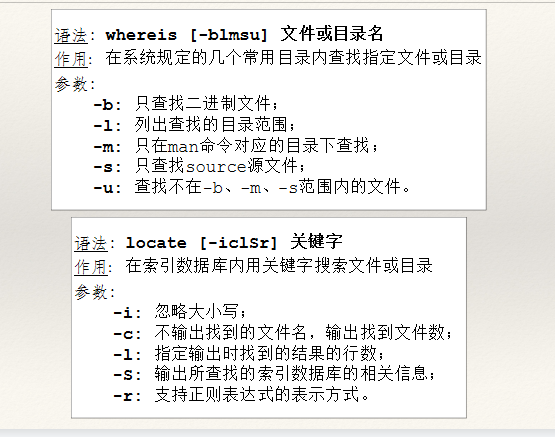 语法: whereis [-blmsu] 文件或目录名
作用: 在系统规定的几个常用目录内查找指定文件或目录
参数:
-b: 只查找二进制文件;
-l: 列出查找的目录范围;
-m: 只在man命令对应的目录下查找;
-s: 只查找source源文件;
-u: 查找不在-b、-m、-s范围内的文件。
语法: locate [-iclSr] 关键字
作用: 在索引数据库内用关键字搜索文件或目录
参数:
-i: 忽略大小写;
-c: 不输出找到的文件名，输出找到文件数;
-l: 指定输出时找到的结果的行数;
-S: 输出所查找的索引数据库的相关信息;
-r: 支持正则表达式的表示方式。